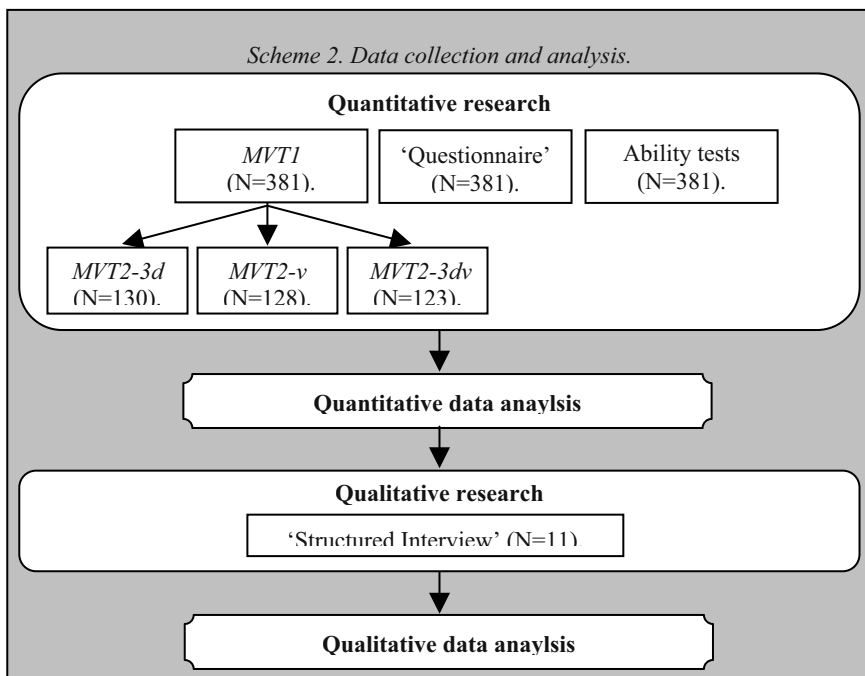 Scheme 2. Data collection and analysis.
Quantitative research
MVT1
(N=381).
‘Questionnaire’
(N=381).
Ability tests
(N=381).
MVT2-3d
(N=130).
MVT2-v
(N=128).
MVT2-3dv
(N=123).
Quantitative data anaylsis
Qualitative research
‘Structured Interview’ (N=11).
Qualitative data anaylsis